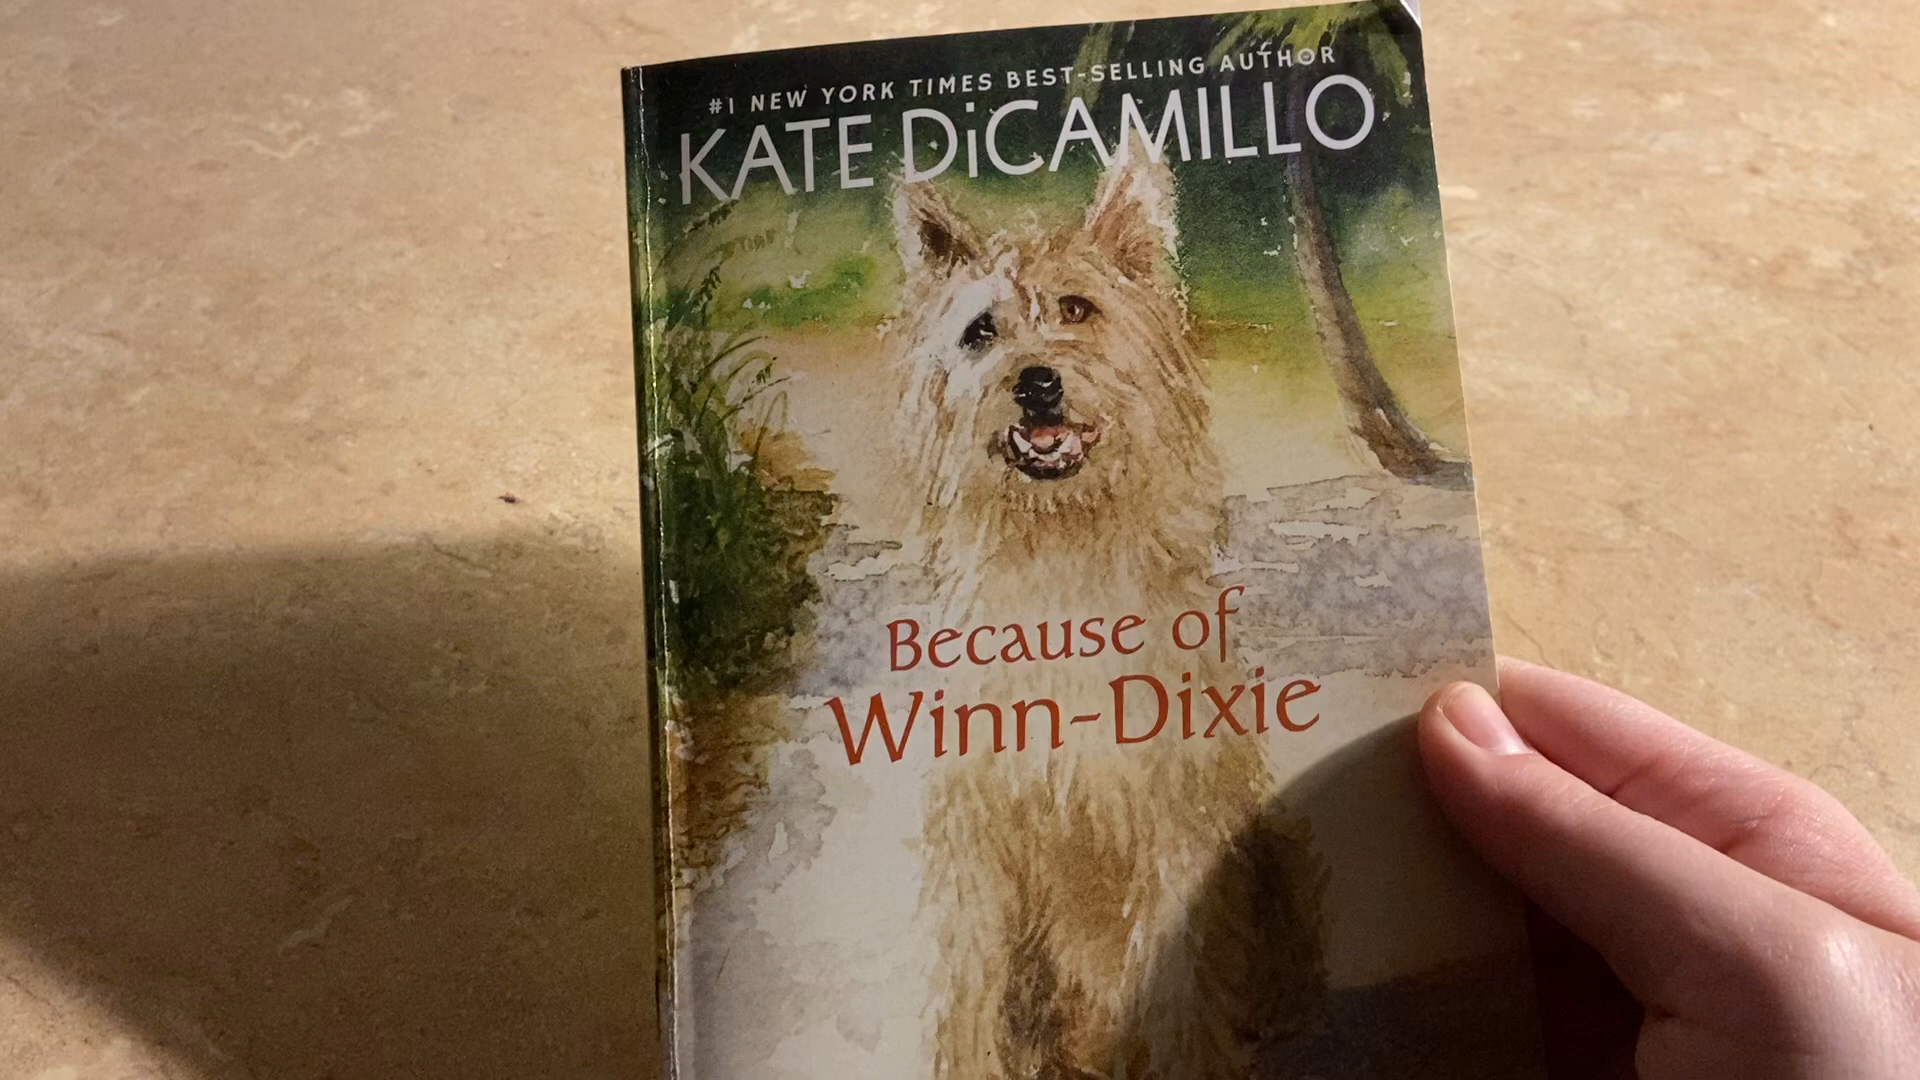 #1 NEW YORK TIMES BEST-SELLING AUTHOR
KATE DiCAMILLO
Because of
Winn-Dixie